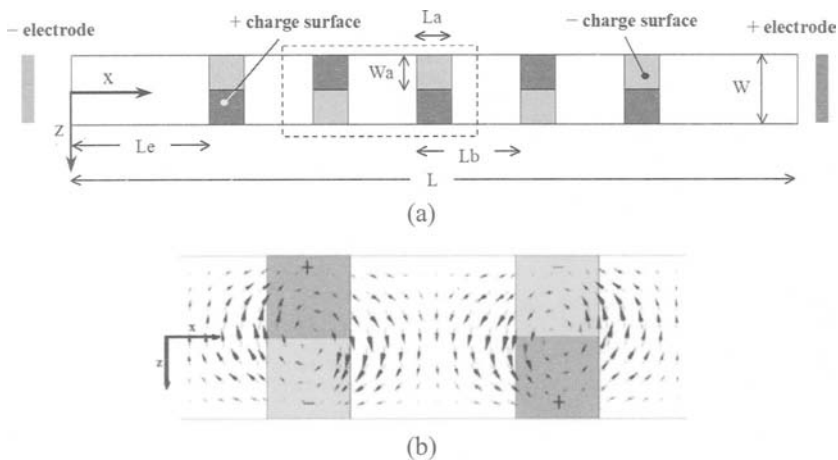 + charge surface
La
− charge surface
− electrode
+ electrode
X
Wa
W
Z
Le
Lb
L
(a)
+
−
x
z
−
+
(b)